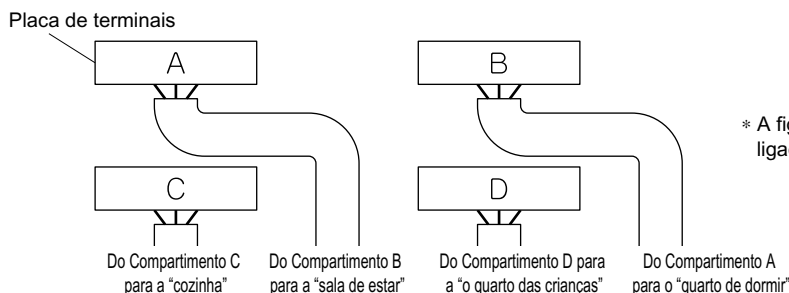 Placa de terminais
A
B
* A fig
ligad
C
D
Do Compartimento C
para a “cozinha”
Do Compartimento B
para a “sala de estar”
Do Compartimento D para
a “o quarto das crianças”
Do Compartimento A
para o “quarto de dormir”